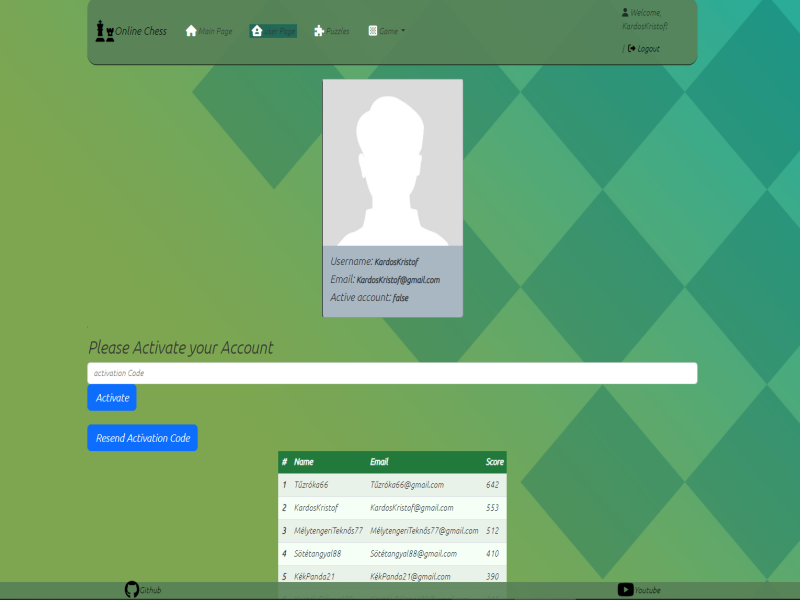 Online Chess
Main Page
User Page
Puzzles
Game
Welcome,
KardosKristof!
| Logout
Username: KardosKristof
Email: KardosKristof@gmail.com
Active account: false
Please Activate your Account
activation Code
Activate
Resend Activation Code
# Name Email Score
1 Tűzróka66 Tűzróka66@gmail.com 642
2 KardosKristof KardosKristof@gmail.com 553
3 MélytengeriTeknős77 MélytengeriTeknős77@gmail.com 512
4 Sötétangyal88 Sötétangyal88@gmail.com 410
5 KékPanda21 KékPanda21@gmail.com 390
Github
Youtube